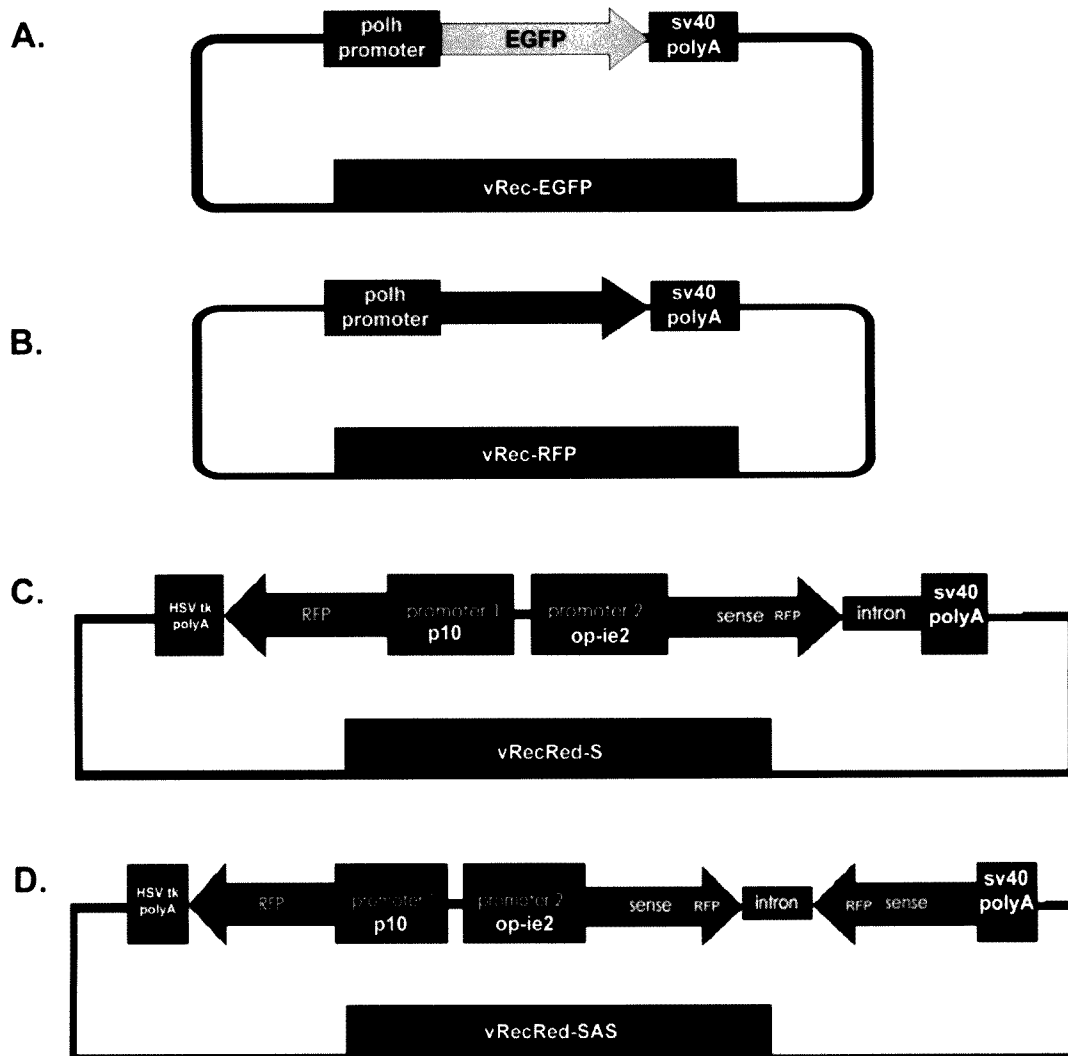 A.
polh
promoter
EGFP
sv40
polyA
vRec-EGFP
B.
polh
promoter
sv40
polyA
vRec-RFP
C.
HSV tk
polyA
RFP
promoter 1
p10
promoter 2
op-ie2
sense RFP
intron
sv40
polyA
vRecRed-S
D.
HSV tk
polyA
RFP
promoter 1
p10
promoter 2
op-ie2
sense RFP
intron
RFP sense
sv40
polyA
vRecRed-SAS